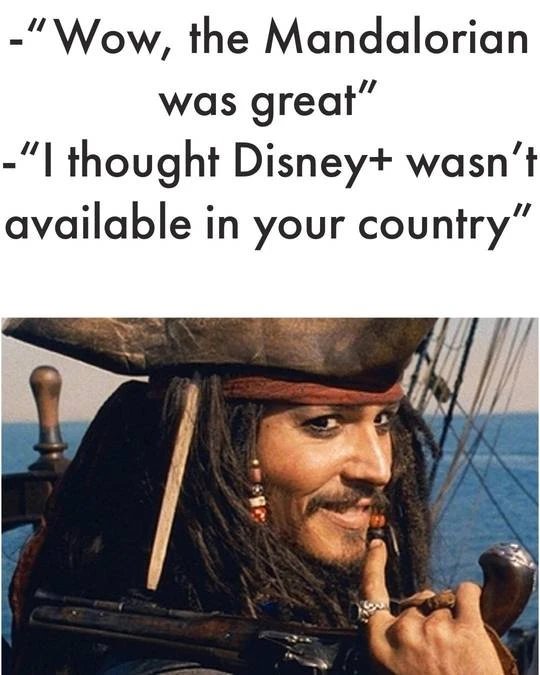 -“Wow, the Mandalorian
was great”
-“I thought Disney+ wasn’t
available in your country”